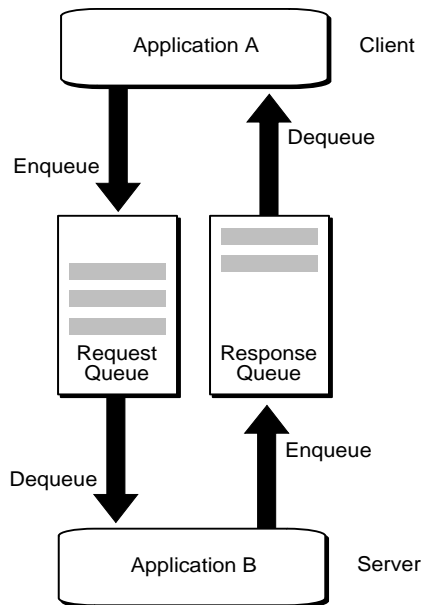 Application A
Client
Dequeue
Enqueue
Request
Queue
Response
Queue
Enqueue
Dequeue
Application B
Server